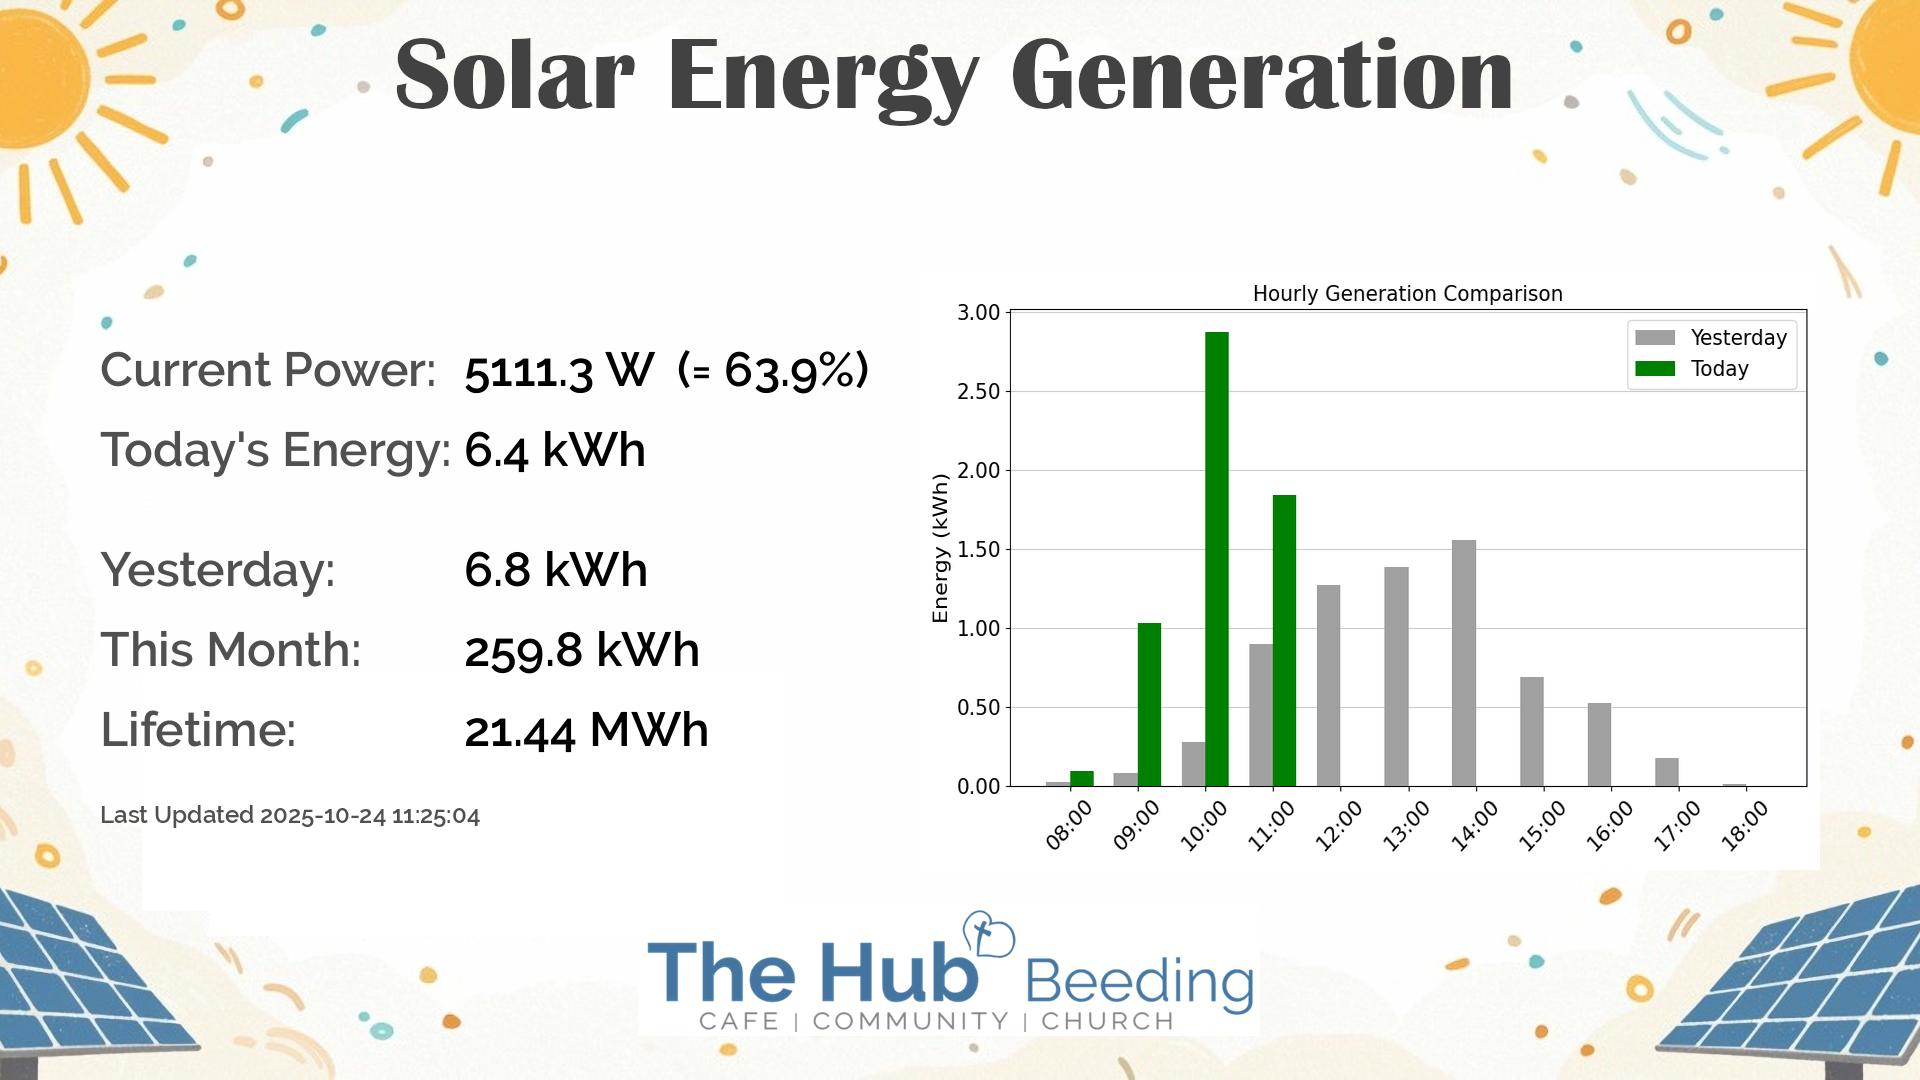 Solar Energy Generation
Current Power: 5111.3 W (= 63.9%)
Today's Energy: 6.4 kWh
Yesterday: 6.8 kWh
This Month: 259.8 kWh
Lifetime: 21.44 MWh
Last Updated 2025-10-24 11:25:04
Hourly Generation Comparison
Yesterday
Today
Energy (kWh)
3.00
2.50
2.00
1.50
1.00
0.50
0.00
08:00 09:00 10:00 11:00 12:00 13:00 14:00 15:00 16:00 17:00 18:00
The Hub Beeding
CAFE | COMMUNITY | CHURCH